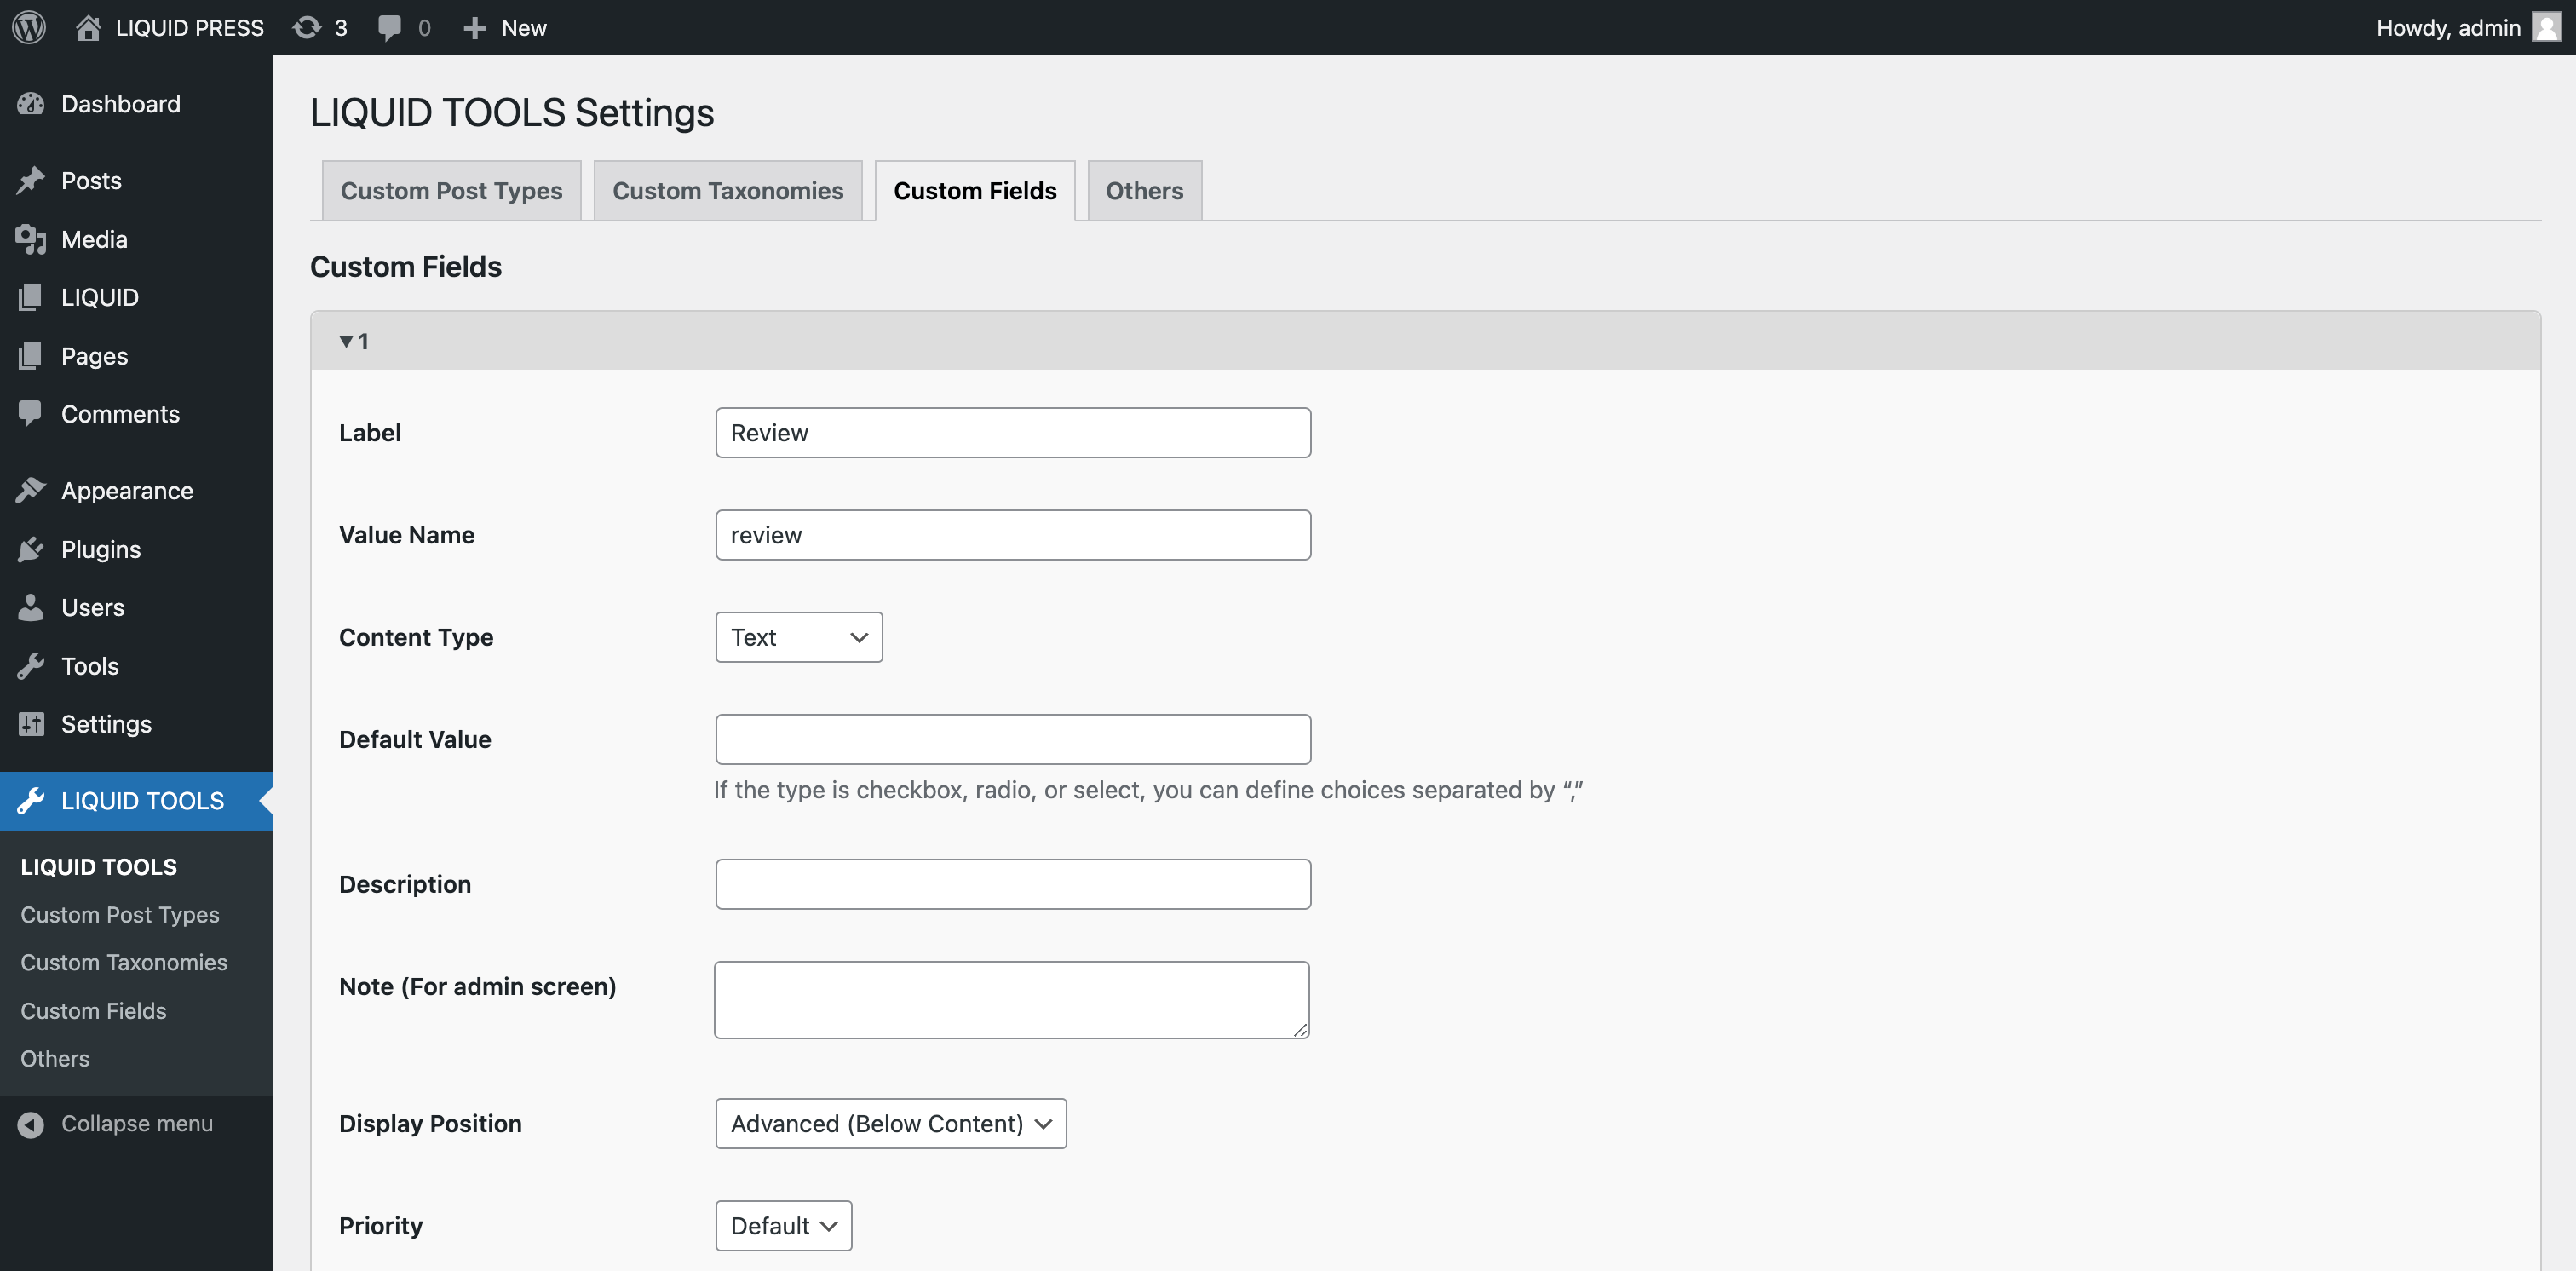 LIQUID PRESS 3 0 New Howdy, admin
Dashboard
Posts
Media
LIQUID
Pages
Comments
Appearance
Plugins
Users
Tools
Settings
LIQUID TOOLS
LIQUID TOOLS
Custom Post Types
Custom Taxonomies
Custom Fields
Others
Collapse menu
LIQUID TOOLS Settings
Custom Post Types Custom Taxonomies Custom Fields Others
Custom Fields
▼1
Label Review
Value Name review
Content Type Text
Default Value
If the type is checkbox, radio, or select, you can define choices separated by “,”
Description
Note (For admin screen)
Display Position Advanced (Below Content)
Priority Default